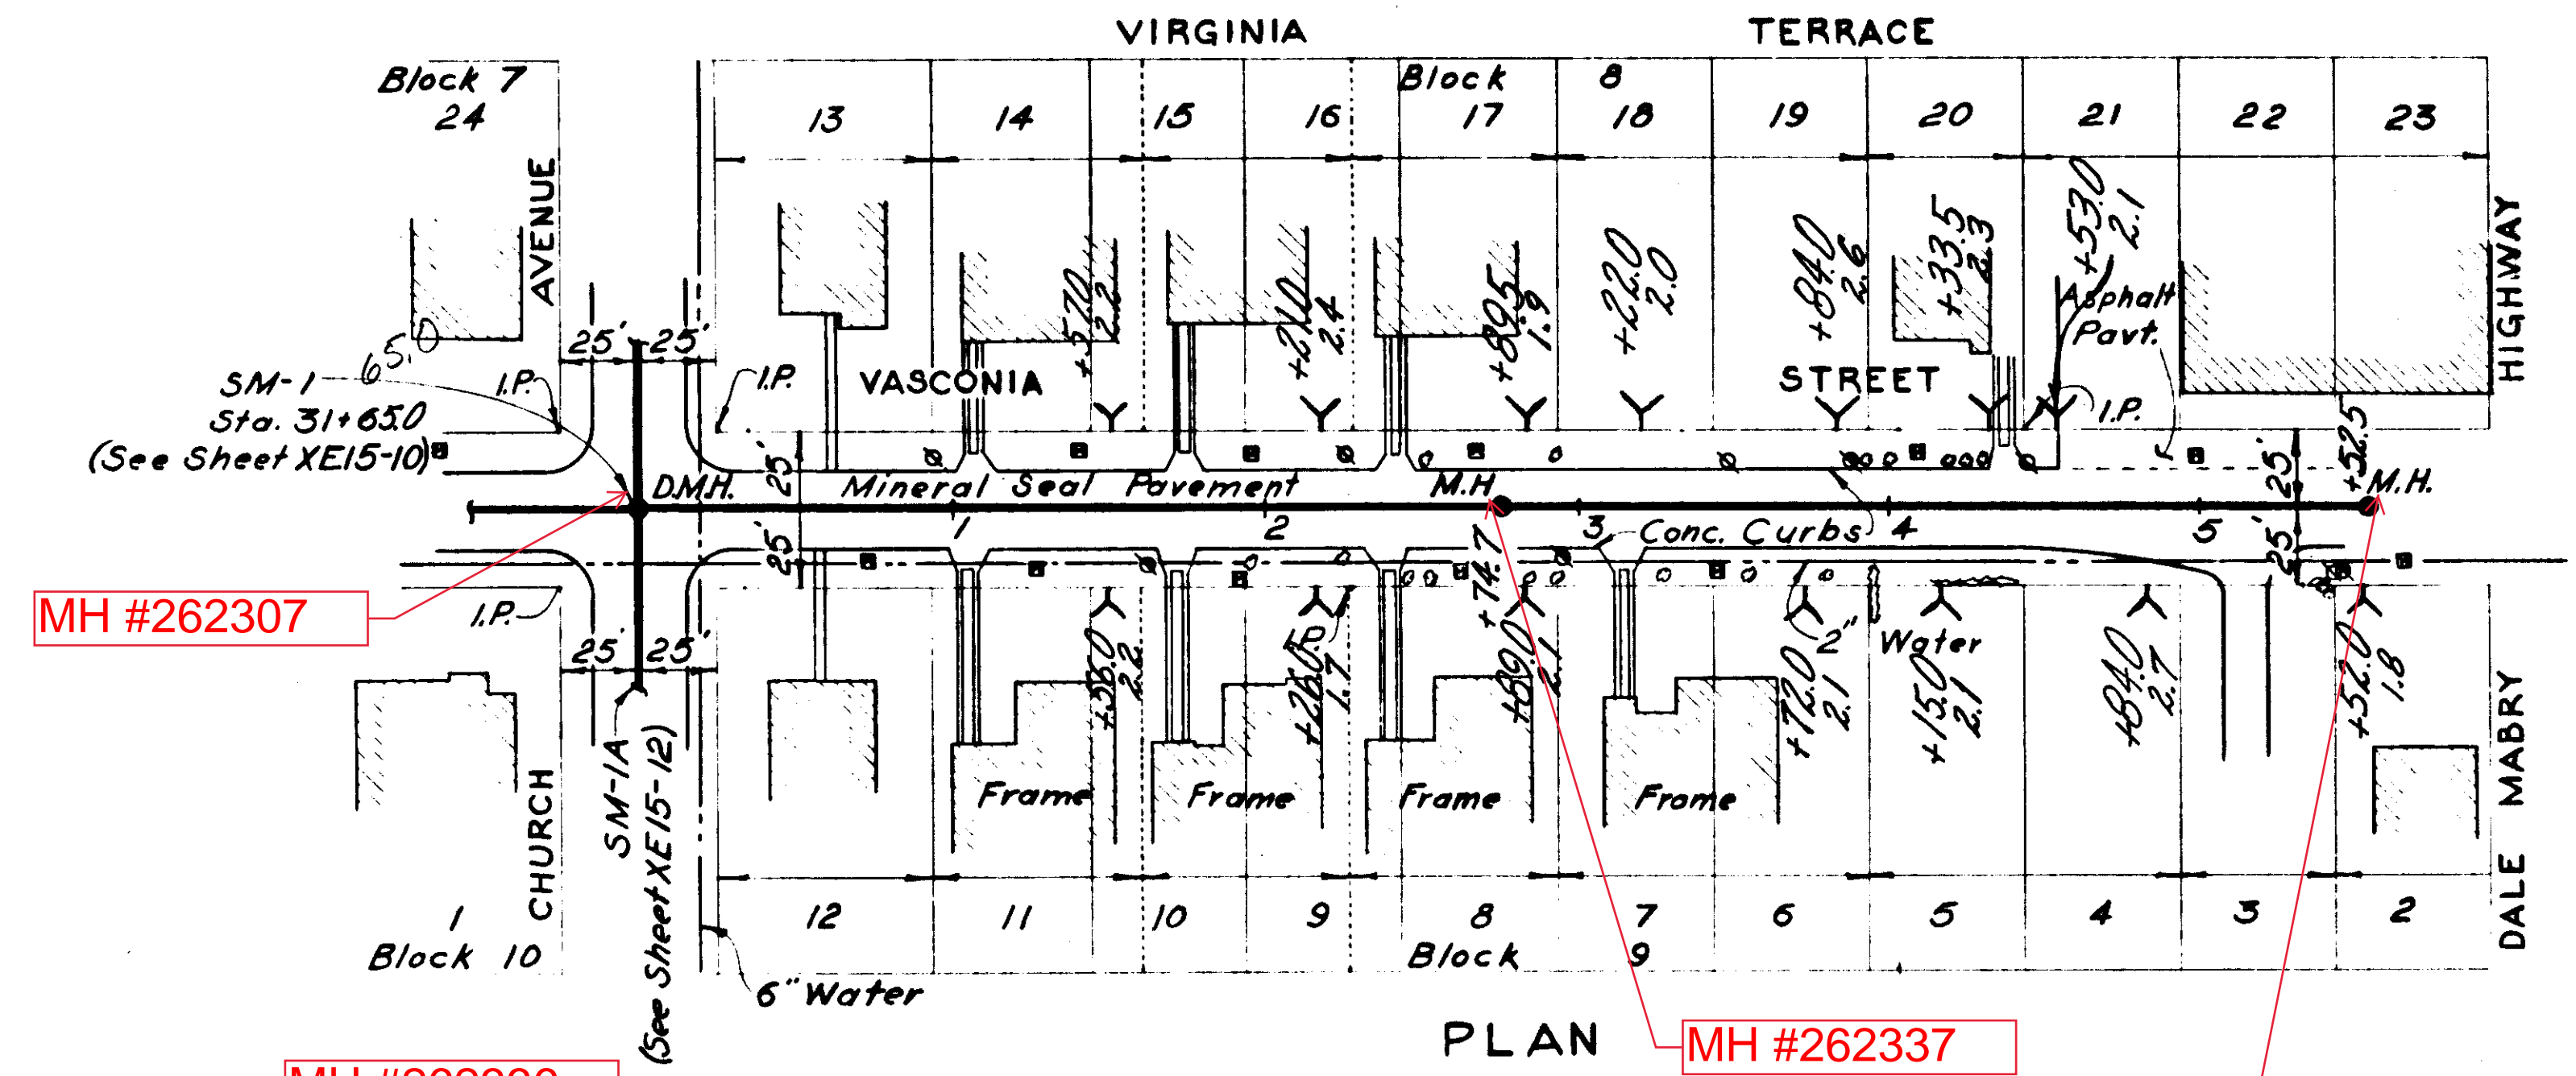 VIRGINIA TERRACE
Block 7
24
Block 8
13 14 15 16 17 18 19 20 21 22 23
AVENUE
HIGHWAY
+57.0
2.2
+21.0
2.4
+89.5
1.9
+22.0
2.0
+84.0
2.6
+33.5
2.3
+53.0
2.1
Asphalt
Pavt.
25' 25'
65.0
SM-1
Sta. 31+65.0
(See Sheet XE15-10)
I.P.
I.P.
VASCONIA STREET
I.P.
+52.5
D.M.H.
25'
Mineral Seal Pavement
M.H.
25'
M.H.
1 2 3 4 5
Conc. Curbs
25'
+74.7
25'
MH #262307
I.P.
I.P.
2" Water
25' 25'
+56.0
2.2
+26.0
1.7
+89.0
2.1
+72.0
2.1
+15.0
2.1
+84.0
2.7
+52.0
1.8
SM-1A
(See Sheet XE15-12)
CHURCH
DALE MABRY
Frame Frame Frame Frame
1
Block 10
12 11 10 9 8 7 6 5 4 3 2
Block 9
6" Water
PLAN
MH #262337